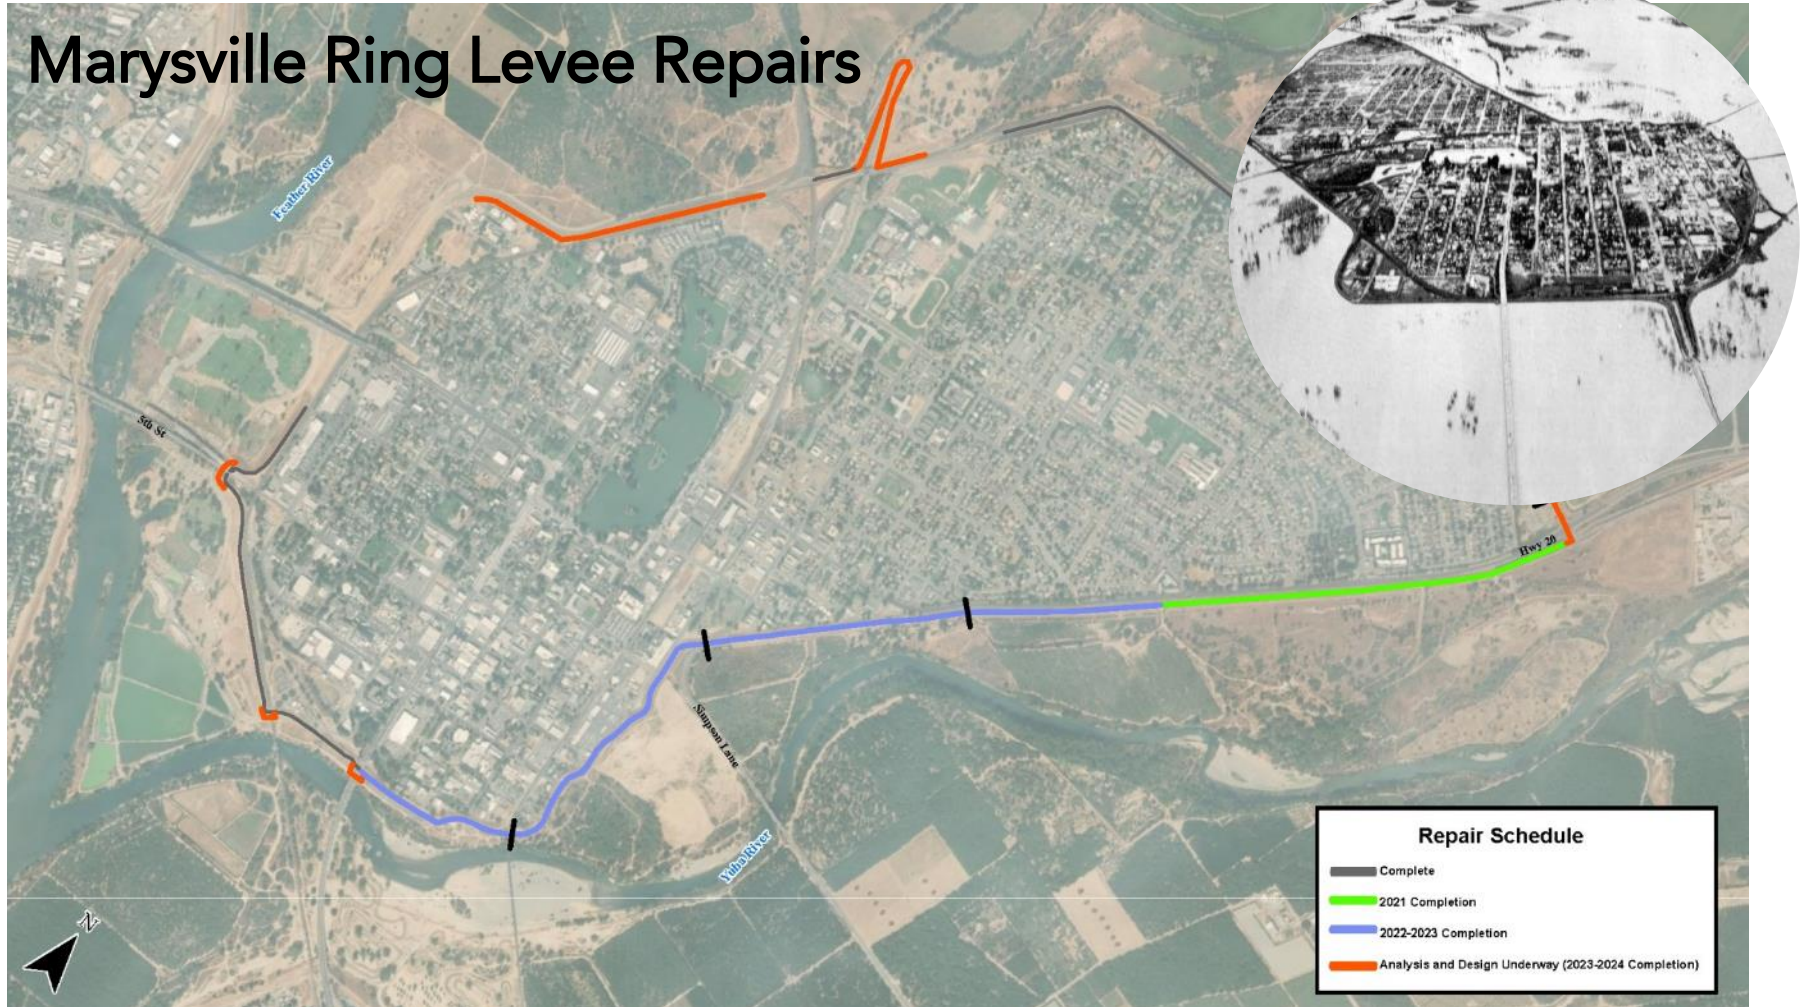 Marysville Ring Levee Repairs
Feather River
5th St
Hwy 20
Simpson Lane
Yuba River
N
Repair Schedule
Complete
2021 Completion
2022-2023 Completion
Analysis and Design Underway (2023-2024 Completion)